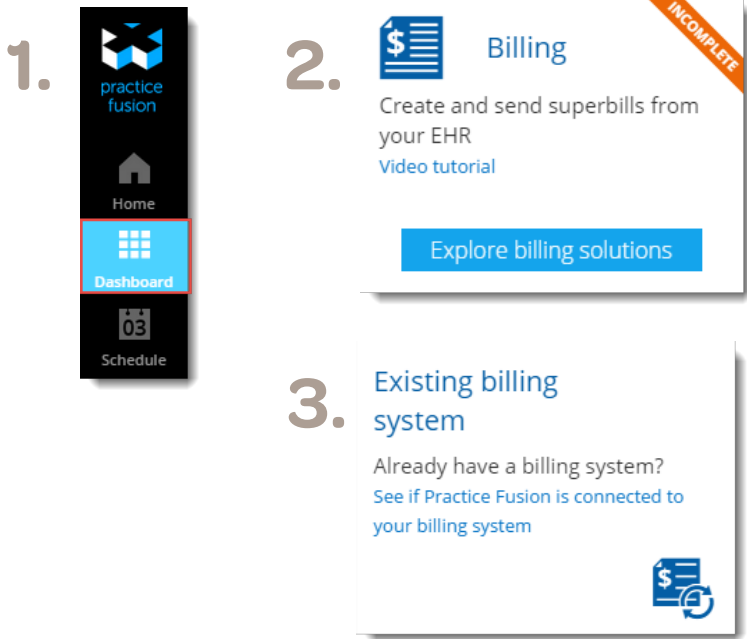 1.
practice
fusion
Home
Dashboard
03
Schedule
2.
$
Billing
INCOMPLETE
Create and send superbills from
your EHR
Video tutorial
Explore billing solutions
3.
Existing billing
system
Already have a billing system?
See if Practice Fusion is connected to
your billing system
$